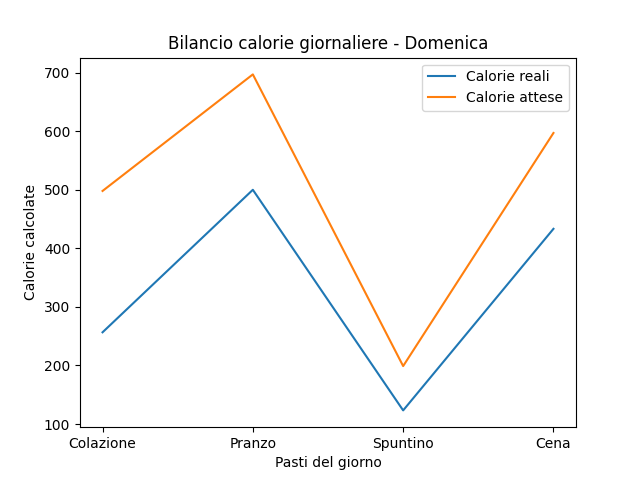 Bilancio calorie giornaliere - Domenica
Calorie reali
Calorie attese
700
600
500
400
300
200
100
Calorie calcolate
Colazione
Pranzo
Spuntino
Cena
Pasti del giorno